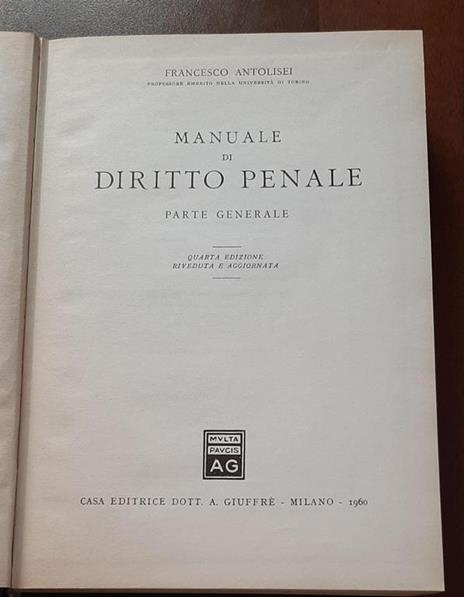 FRANCESCO ANTOLISEI
PROFESSORE EMERITO NELLA UNIVERSITÀ DI TORINO
MANUALE
DI
DIRITTO PENALE
PARTE GENERALE
QUARTA EDIZIONE
RIVEDUTA E AGGIORNATA
MVLTA
PAVCIS
AG
CASA EDITRICE DOTT. A. GIUFFRÈ - MILANO - 1960